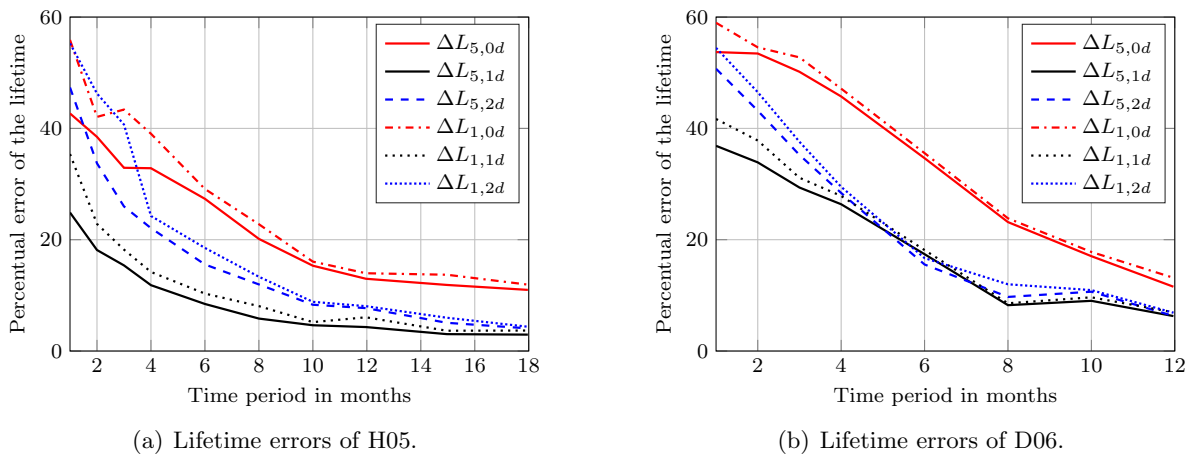 60
40
20
0
2 4 6 8 10 12 14 16 18
Percentual error of the lifetime
Time period in months
ΔL5,0d
ΔL5,1d
ΔL5,2d
ΔL1,0d
ΔL1,1d
ΔL1,2d
(a) Lifetime errors of H05.
60
40
20
0
2 4 6 8 10 12
Percentual error of the lifetime
Time period in months
ΔL5,0d
ΔL5,1d
ΔL5,2d
ΔL1,0d
ΔL1,1d
ΔL1,2d
(b) Lifetime errors of D06.